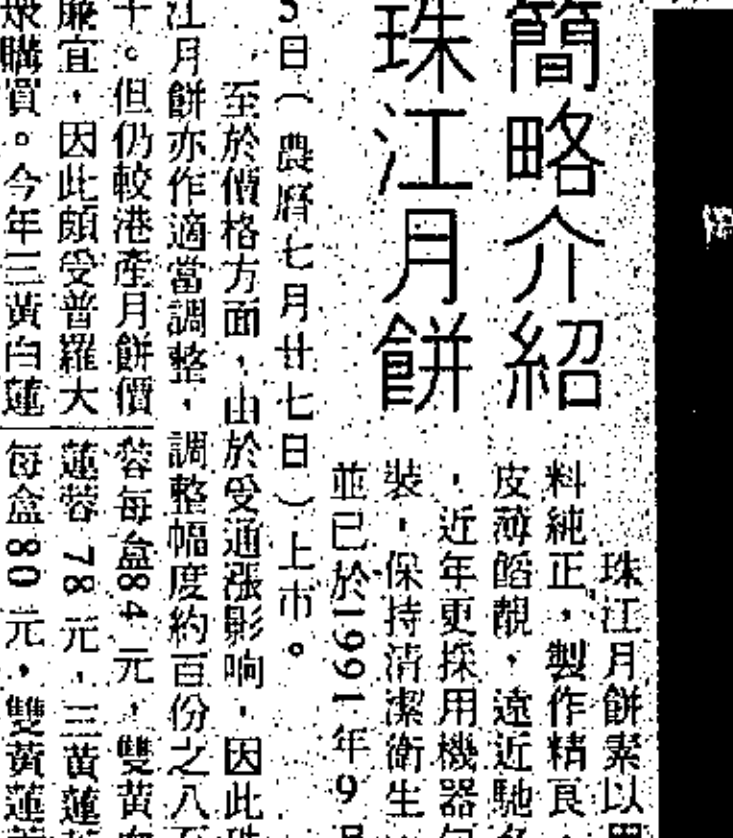 簡略介紹
珠江月餅
珠江月餅素以
料純正,製作精良,
皮薄餡靚,遠近馳名
,近年更採用機器包
裝,保持清潔衛生,
並已於1991年9月
5日(農曆七月廿七日)上市。
至於價格方面,由於受通漲影响,因此珠
江月餅亦作適當調整,調整幅度約百份之八至
十。但仍較港產月餅價
廉宜,因此頗受普羅大
眾購買。今年三黃白蓮
蓉每盒84元,雙黃
蓮蓉78元,三黃蓮
每盒80元,雙黃蓮